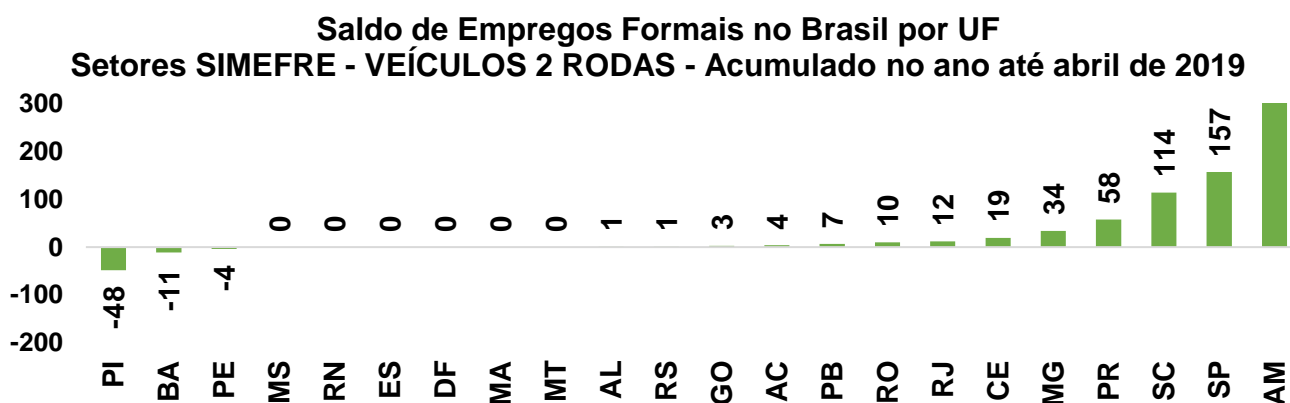 Saldo de Empregos Formais no Brasil por UF
Setores SIMEFRE - VEÍCULOS 2 RODAS - Acumulado no ano até abril de 2019
300
200
100
0
-100
-200
-48
-11
-4
0
0
0
0
0
0
1
1
3
4
7
10
12
19
34
58
114
157
PI
BA
PE
MS
RN
ES
DF
MA
MT
AL
RS
GO
AC
PB
RO
RJ
CE
MG
PR
SC
SP
AM